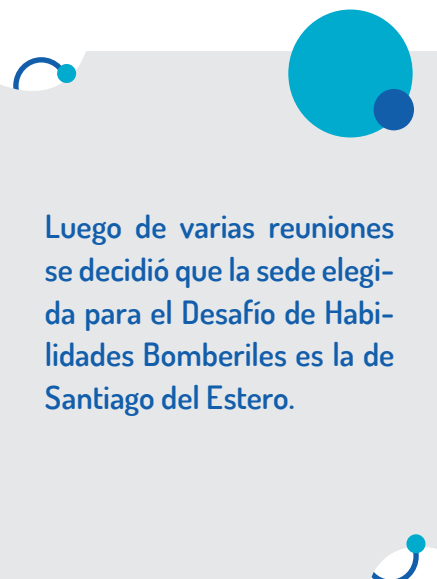 Luego de varias reuniones
se decidió que la sede elegi-
da para el Desafío de Habi-
lidades Bomberiles es la de
Santiago del Estero.